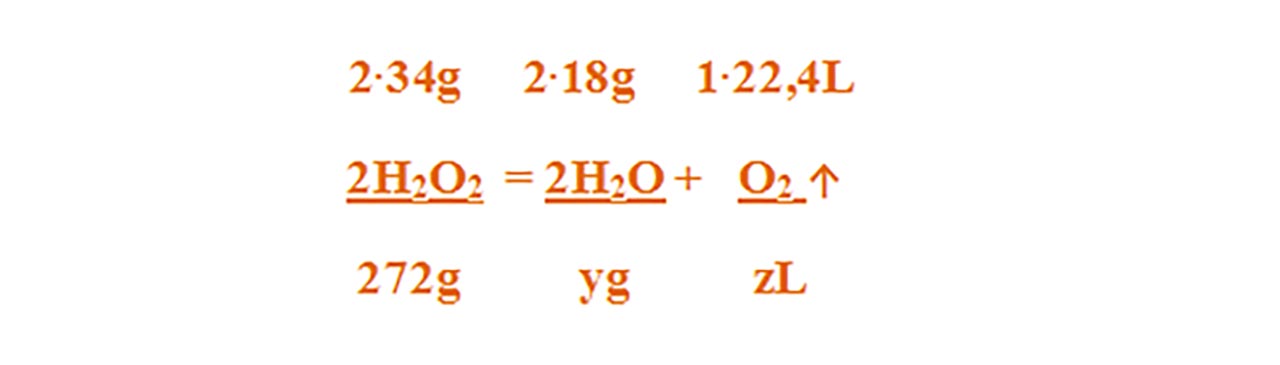 2·34g 2·18g 1·22,4L
2H₂O₂ = 2H₂O + O₂ ↑
272g yg zL